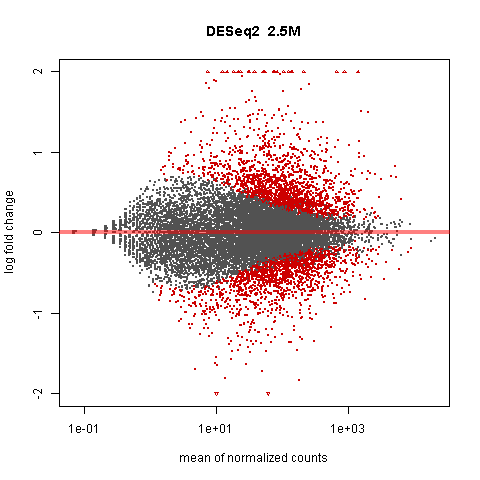 DESeq2 2.5M
log fold change
2
1
0
-1
-2
1e-01
1e+01
1e+03
mean of normalized counts